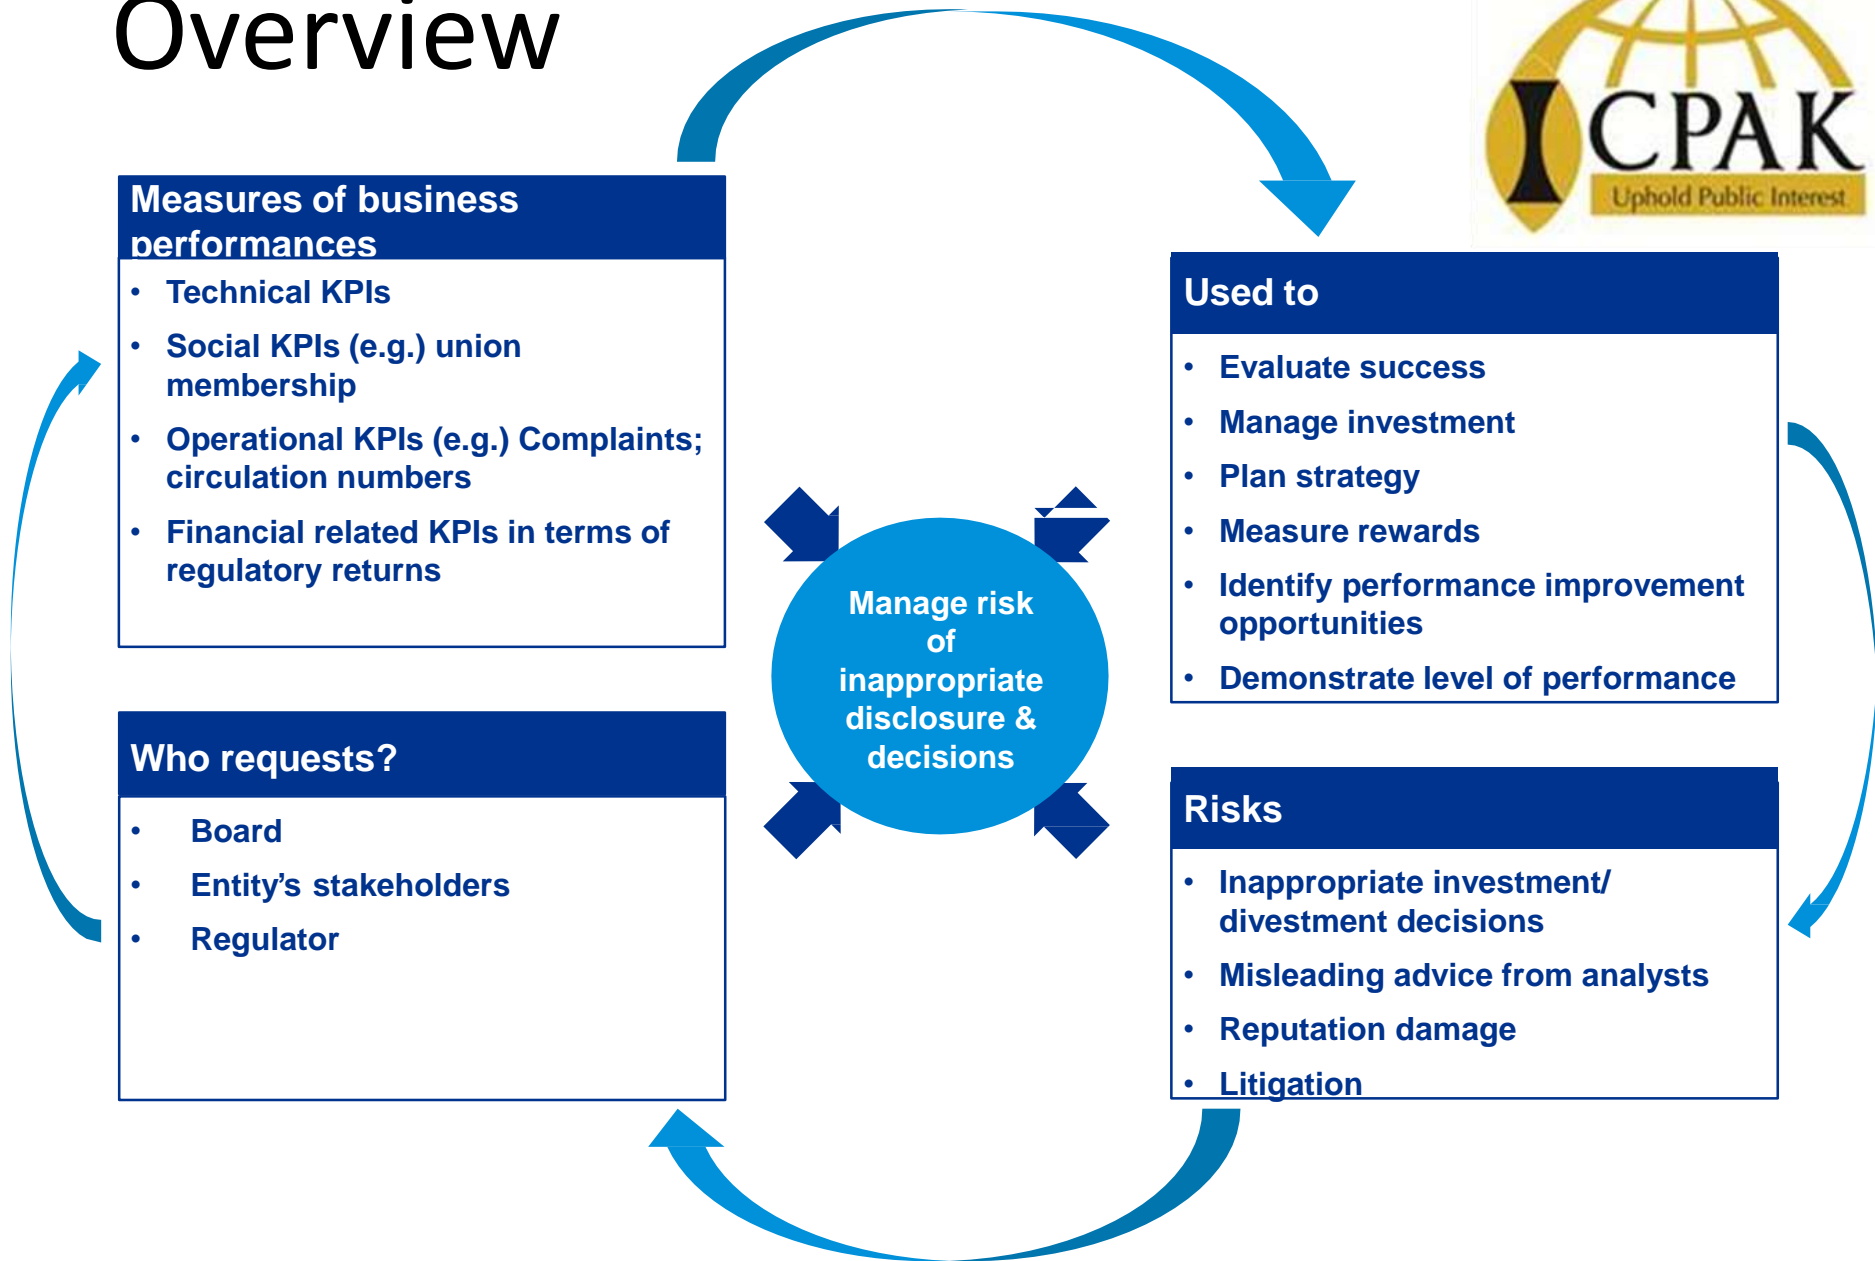 Overview
ICPAK
Uphold Public Interest
Measures of business
performances
• Technical KPIs
• Social KPIs (e.g.) union
membership
• Operational KPIs (e.g.) Complaints;
circulation numbers
• Financial related KPIs in terms of
regulatory returns
Used to
• Evaluate success
• Manage investment
• Plan strategy
• Measure rewards
• Identify performance improvement
opportunities
• Demonstrate level of performance
Manage risk
of
inappropriate
disclosure &
decisions
Who requests?
• Board
• Entity’s stakeholders
• Regulator
Risks
• Inappropriate investment/
divestment decisions
• Misleading advice from analysts
• Reputation damage
• Litigation